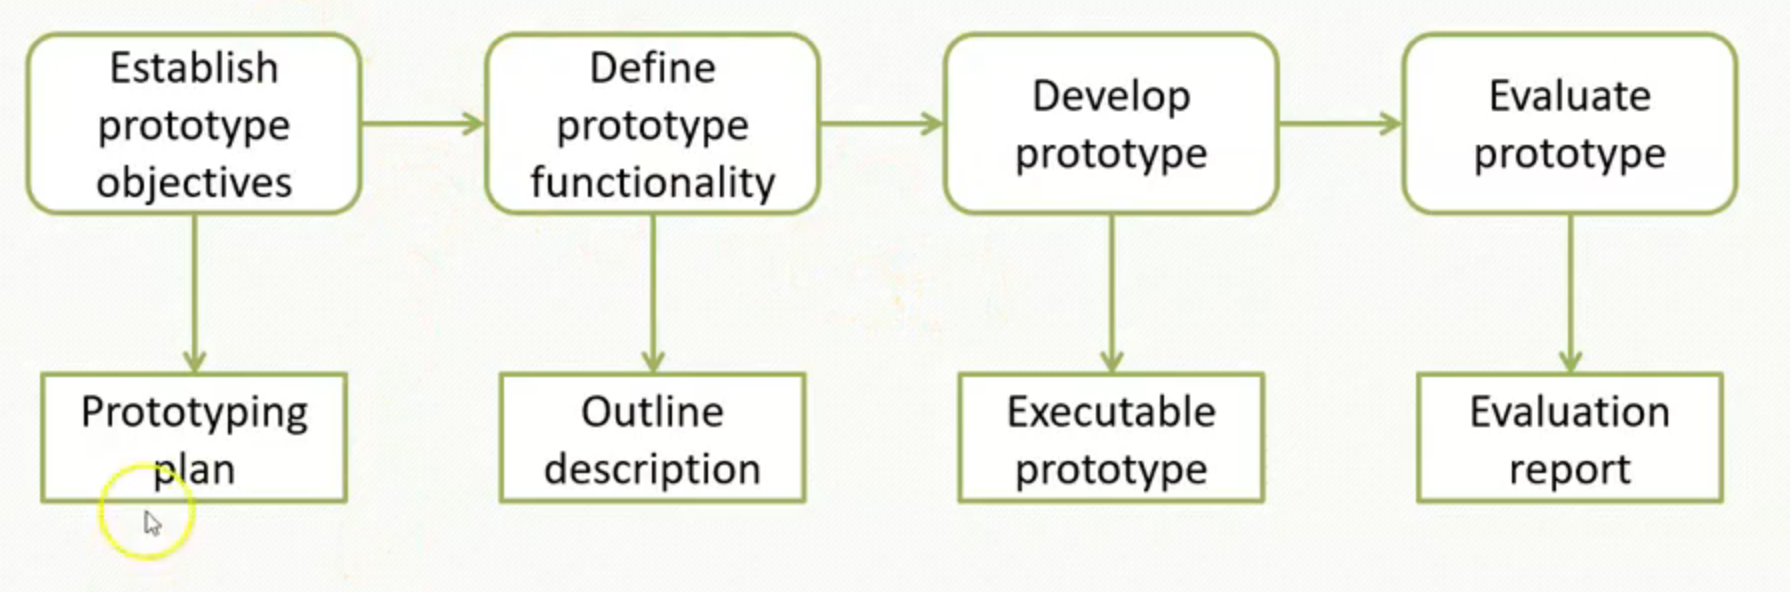 Establish
prototype
objectives
Define
prototype
functionality
Develop
prototype
Evaluate
prototype
Prototyping
plan
Outline
description
Executable
prototype
Evaluation
report